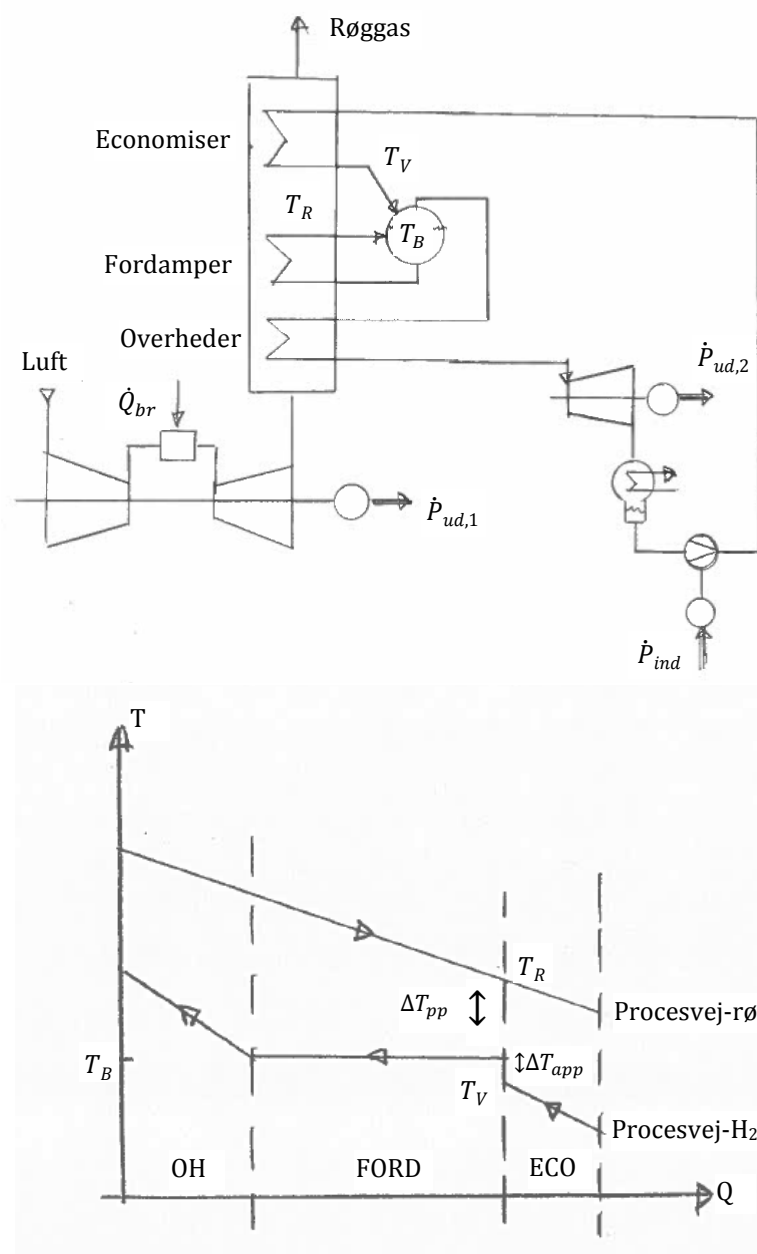 Røggas
Economiser
T_V
T_R
T_B
Fordamper
Overheder
Luft
Q̇_br
Ṗ_ud,2
Ṗ_ud,1
Ṗ_ind
T
T_R
ΔT_pp
Procesvej-rø
T_B
ΔT_app
T_V
Procesvej-H₂
OH
FORD
ECO
Q